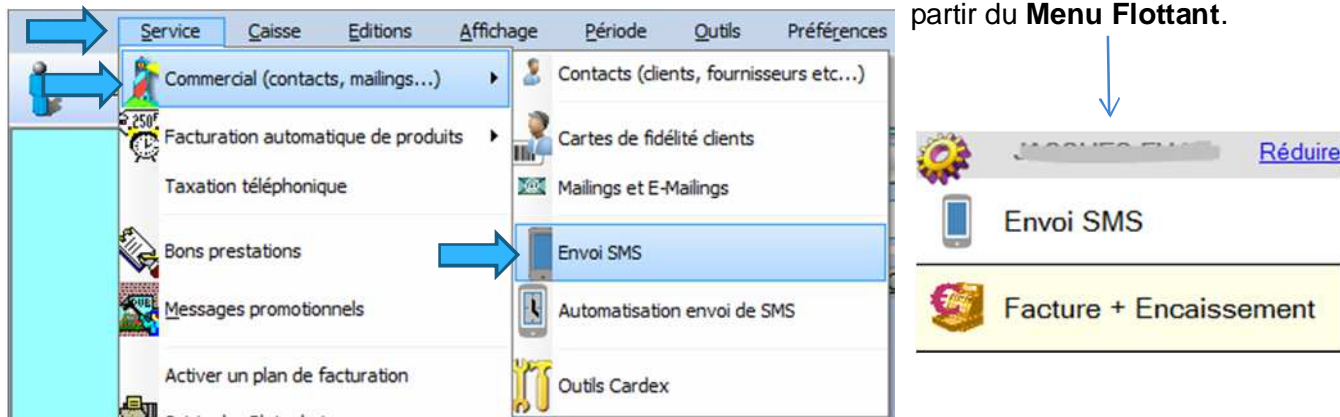 Service Caisse Editions Affichage Période Outils Préférences
Commercial (contacts, mailings...)
Facturation automatique de produits
Taxation téléphonique
Bons prestations
Messages promotionnels
Activer un plan de facturation
Contacts (clients, fournisseurs etc...)
Cartes de fidélité clients
Mailings et E-Mailings
Envoi SMS
Automatisation envoi de SMS
Outils Cardex
partir du Menu Flottant.
Réduire
Envoi SMS
Facture + Encaissement